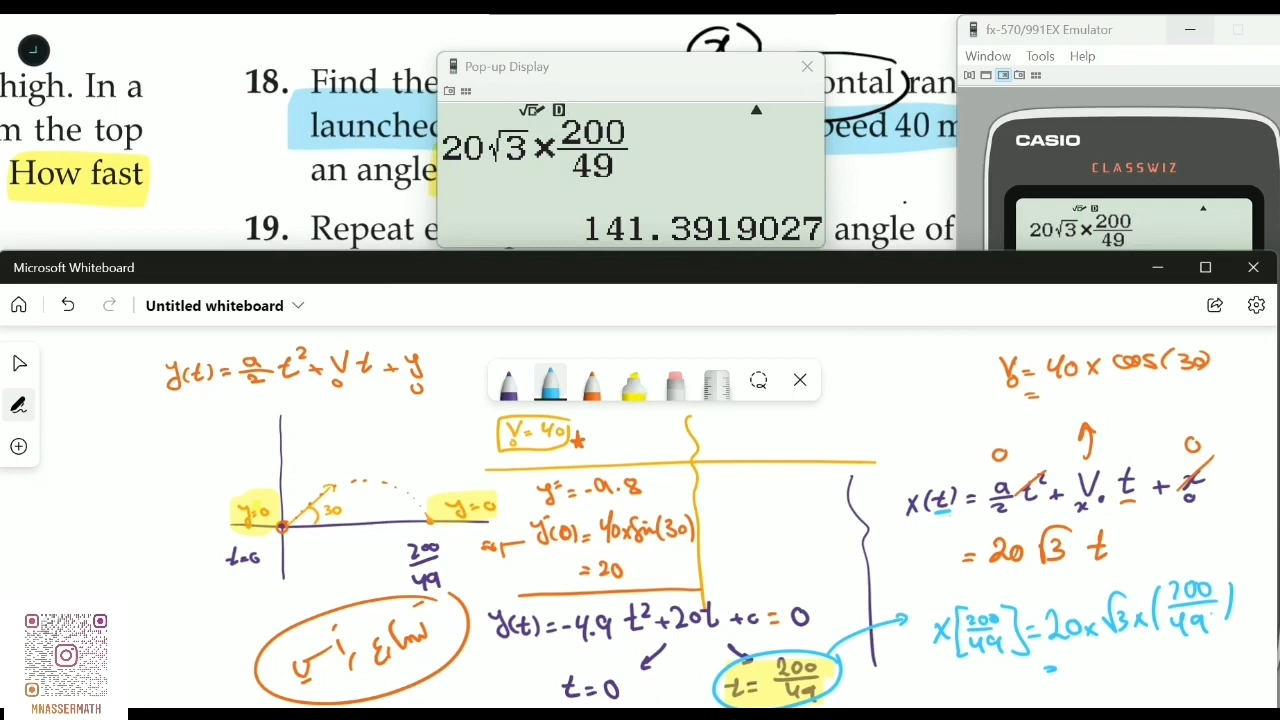 high. In a
m the top
How fast
18. Find the
ontal ran
launched
peed 40 m
an angle
19. Repeat e
angle of
Pop-up Display
20√3×200/49
141.3919027
fx-570/991EX Emulator
Window Tools Help
CASIO
CLASSWIZ
20√3×200/49
Microsoft Whiteboard
Untitled whiteboard
y(t) = a/2 t² + V₀ t + y₀
V₀ = 40 × cos(30)
V₀ = 40
y=0
30
y=0
t=0
200/49
y'' = -9.8
y'(0) = 40×sin(30)
= 20
y(t) = -4.9 t² + 20t + c = 0
t=0
t = 200/49
0
0
x(t) = a/2 t² + V₀ t + x₀
x
= 20 √3 t
x[200/49] = 20 × √3 × (200/49)
=
MNASSERMATH